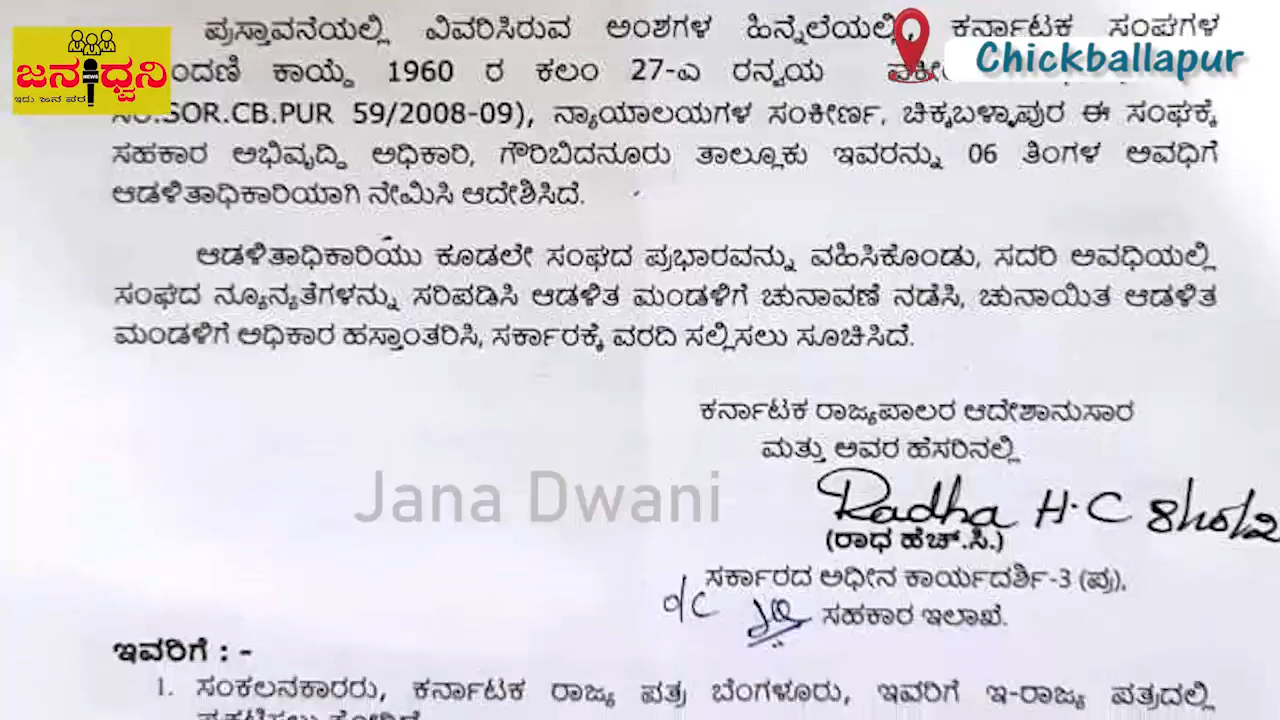 ಪ್ರಸ್ತಾವನೆಯಲ್ಲಿ ವಿವರಿಸಿರುವ ಅಂಶಗಳ ಹಿನ್ನೆಲೆಯಲ್ಲಿ, ಕರ್ನಾಟಕ ಸಂಘಗಳ
Chickballapur
ಜನಧ್ವನಿ
NEWS
ಇದು ಜನ ಪರ
ಂದಣಿ ಕಾಯ್ದೆ 1960 ರ ಕಲಂ 27-ಎ ರನ್ವಯ
SOR.CB.PUR 59/2008-09), ನ್ಯಾಯಾಲಯಗಳ ಸಂಕೀರ್ಣ, ಚಿಕ್ಕಬಳ್ಳಾಪುರ ಈ ಸಂಘಕ್ಕೆ
ಸಹಕಾರ ಅಭಿವೃದ್ಧಿ ಅಧಿಕಾರಿ, ಗೌರಿಬಿದನೂರು ತಾಲ್ಲೂಕು ಇವರನ್ನು 06 ತಿಂಗಳ ಅವಧಿಗೆ
ಆಡಳಿತಾಧಿಕಾರಿಯಾಗಿ ನೇಮಿಸಿ ಆದೇಶಿಸಿದೆ.
ಆಡಳಿತಾಧಿಕಾರಿಯು ಕೂಡಲೇ ಸಂಘದ ಪ್ರಭಾರವನ್ನು ವಹಿಸಿಕೊಂಡು, ಸದರಿ ಅವಧಿಯಲ್ಲಿ
ಸಂಘದ ನ್ಯೂನ್ಯತೆಗಳನ್ನು ಸರಿಪಡಿಸಿ ಆಡಳಿತ ಮಂಡಳಿಗೆ ಚುನಾವಣೆ ನಡೆಸಿ, ಚುನಾಯಿತ ಆಡಳಿತ
ಮಂಡಳಿಗೆ ಅಧಿಕಾರ ಹಸ್ತಾಂತರಿಸಿ, ಸರ್ಕಾರಕ್ಕೆ ವರದಿ ಸಲ್ಲಿಸಲು ಸೂಚಿಸಿದೆ.
ಕರ್ನಾಟಕ ರಾಜ್ಯಪಾಲರ ಆದೇಶಾನುಸಾರ
ಮತ್ತು ಅವರ ಹೆಸರಿನಲ್ಲಿ
Jana Dwani
Radha H.C
(ರಾಧ ಹೆಚ್.ಸಿ.)
ಸರ್ಕಾರದ ಅಧೀನ ಕಾರ್ಯದರ್ಶಿ-3 (ಪ್ರ),
o/c
ಸಹಕಾರ ಇಲಾಖೆ.
ಇವರಿಗೆ : -
1. ಸಂಕಲನಕಾರರು, ಕರ್ನಾಟಕ ರಾಜ್ಯ ಪತ್ರ ಬೆಂಗಳೂರು, ಇವರಿಗೆ ಇ-ರಾಜ್ಯ ಪತ್ರದಲ್ಲಿ